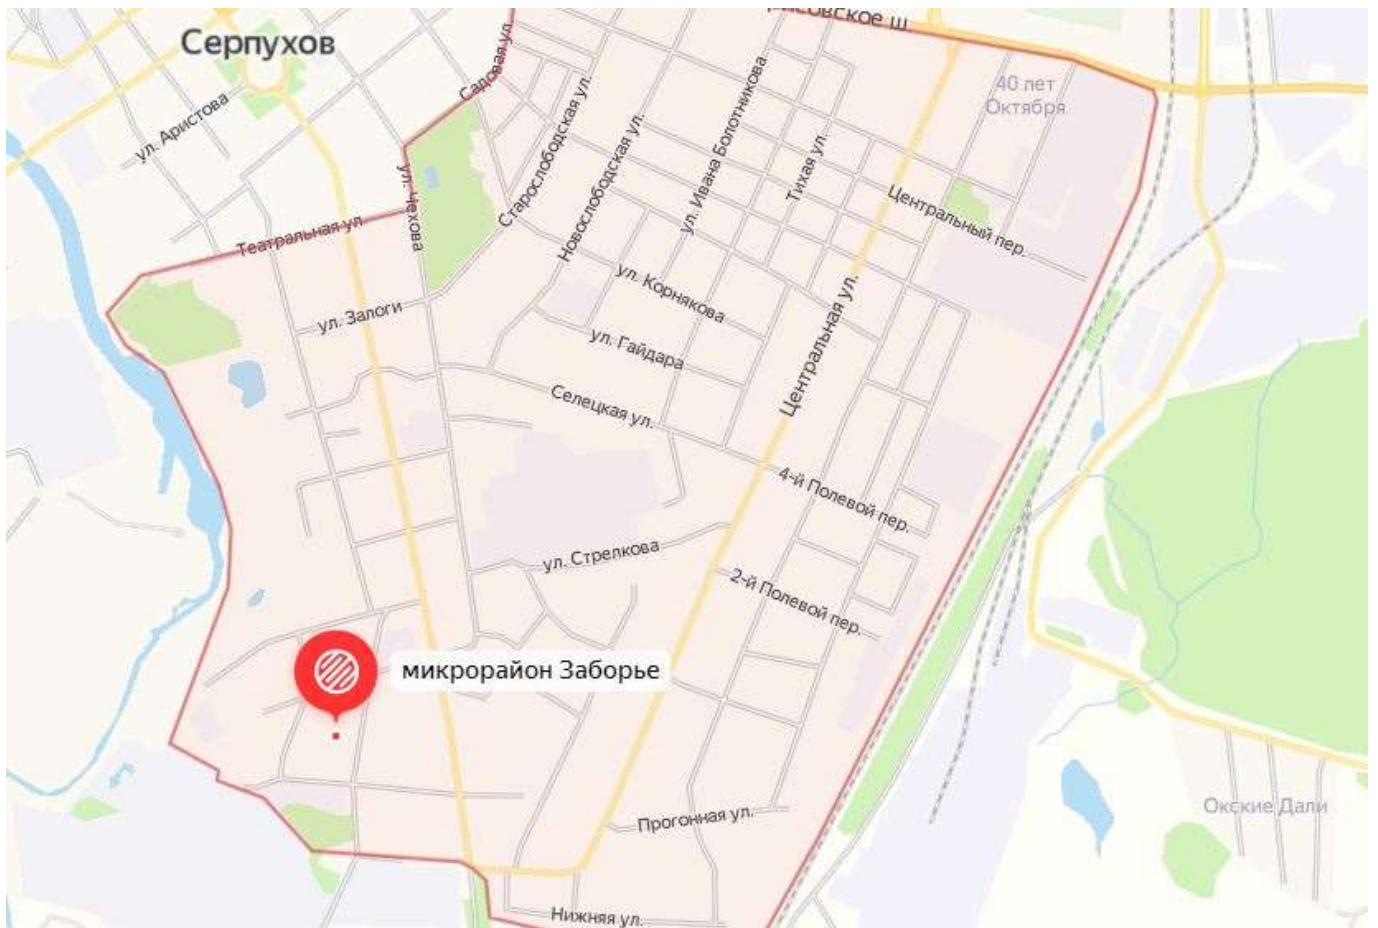 Серпухов
Садовая ул.
40 лет
Октября
ул. Аристова
Старослободская ул.
Новослободская ул.
ул. Ивана Болотникова
Тихая ул.
Центральный пер.
ул. Чехова
Театральная ул.
ул. Залоги
ул. Корнякова
ул. Гайдара
Центральная ул.
Селецкая ул.
4-й Полевой пер.
ул. Стрелкова
2-й Полевой пер.
микрорайон Заборье
Прогонная ул.
Окские Дали
Нижняя ул.